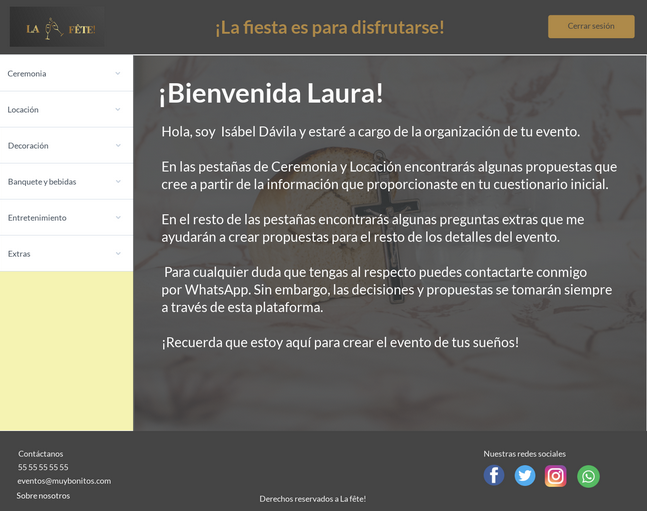 LA FÊTE!
¡La fiesta es para disfrutarse!
Cerrar sesión
Ceremonia
Locación
Decoración
Banquete y bebidas
Entretenimiento
Extras
¡Bienvenida Laura!
Hola, soy Isábel Dávila y estaré a cargo de la organización de tu evento.
En las pestañas de Ceremonia y Locación encontrarás algunas propuestas que
cree a partir de la información que proporcionaste en tu cuestionario inicial.
En el resto de las pestañas encontrarás algunas preguntas extras que me
ayudarán a crear propuestas para el resto de los detalles del evento.
Para cualquier duda que tengas al respecto puedes contactarte conmigo
por WhatsApp. Sin embargo, las decisiones y propuestas se tomarán siempre
a través de esta plataforma.
¡Recuerda que estoy aquí para crear el evento de tus sueños!
Contáctanos
55 55 55 55 55
eventos@muybonitos.com
Sobre nosotros
Derechos reservados a La fête!
Nuestras redes sociales